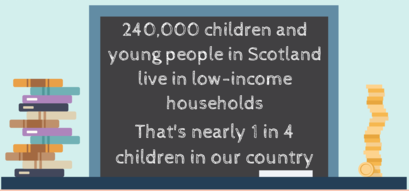 240,000 children and
young people in Scotland
live in low-income
households
That's nearly 1 in 4
children in our country